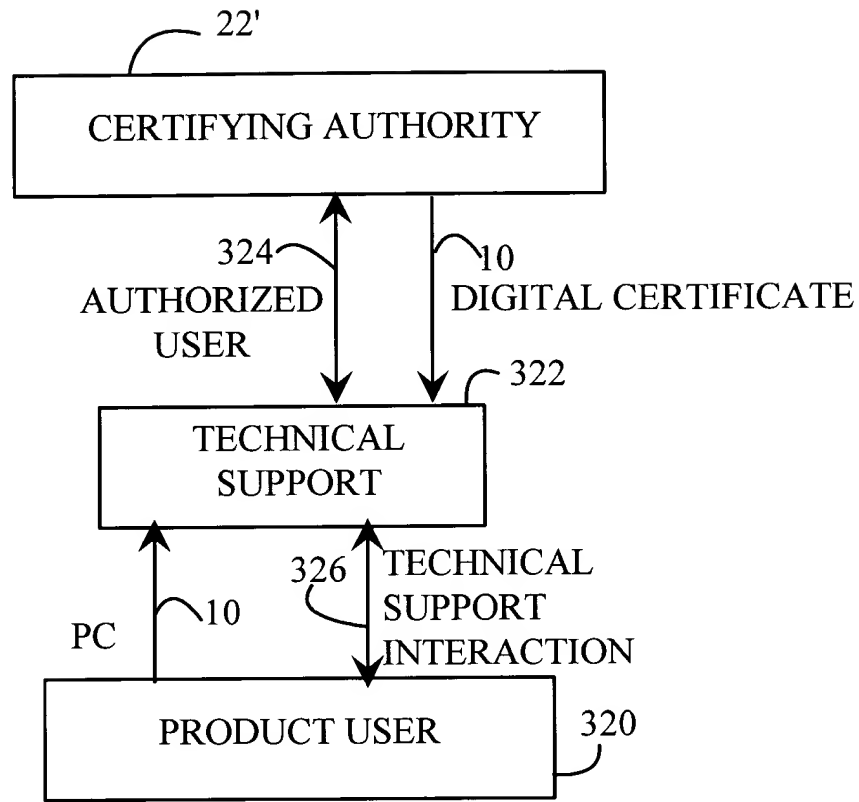 22'
CERTIFYING AUTHORITY
324
10
AUTHORIZED
USER
DIGITAL CERTIFICATE
322
TECHNICAL
SUPPORT
326
TECHNICAL
SUPPORT
INTERACTION
10
PC
PRODUCT USER
320